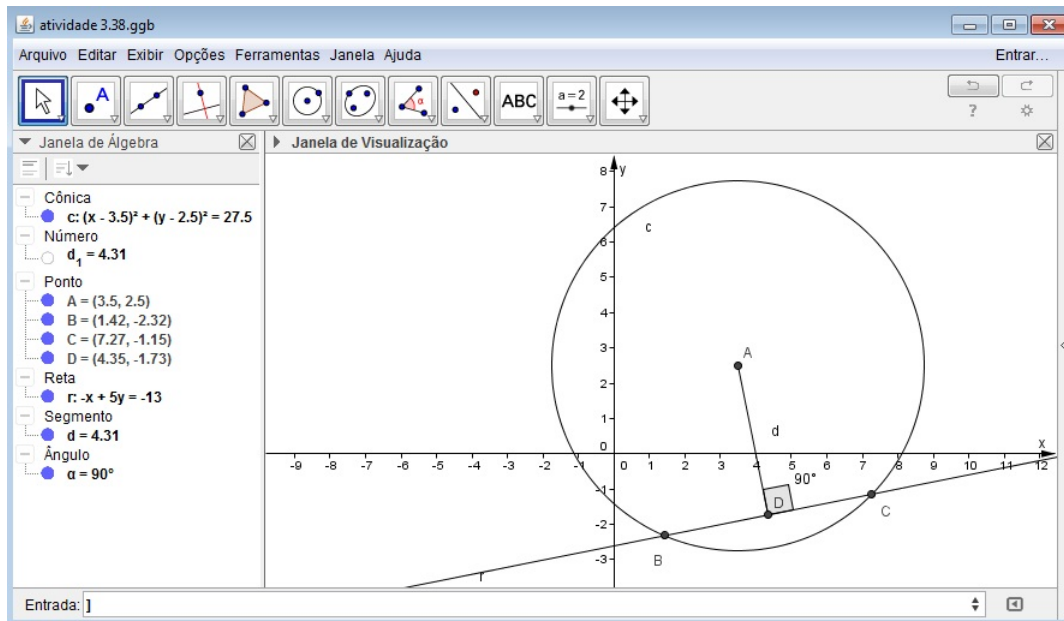 atividade 3.38.ggb
Arquivo Editar Exibir Opções Ferramentas Janela Ajuda Entrar...
A α ABC a=2 ?
Janela de Álgebra
Janela de Visualização
Cônica
c: (x - 3.5)² + (y - 2.5)² = 27.5
Número
d₁ = 4.31
Ponto
A = (3.5, 2.5)
B = (1.42, -2.32)
C = (7.27, -1.15)
D = (4.35, -1.73)
Reta
r: -x + 5y = -13
Segmento
d = 4.31
Ângulo
α = 90°
y
8
7
c
6
5
4
3
A
2
1
d
0
x
-9 -8 -7 -6 -5 -4 -3 -2 -1 0 1 2 3 4 5 6 7 8 9 10 11 12
90°
-1
D
C
-2
B
-3
r
Entrada: ]